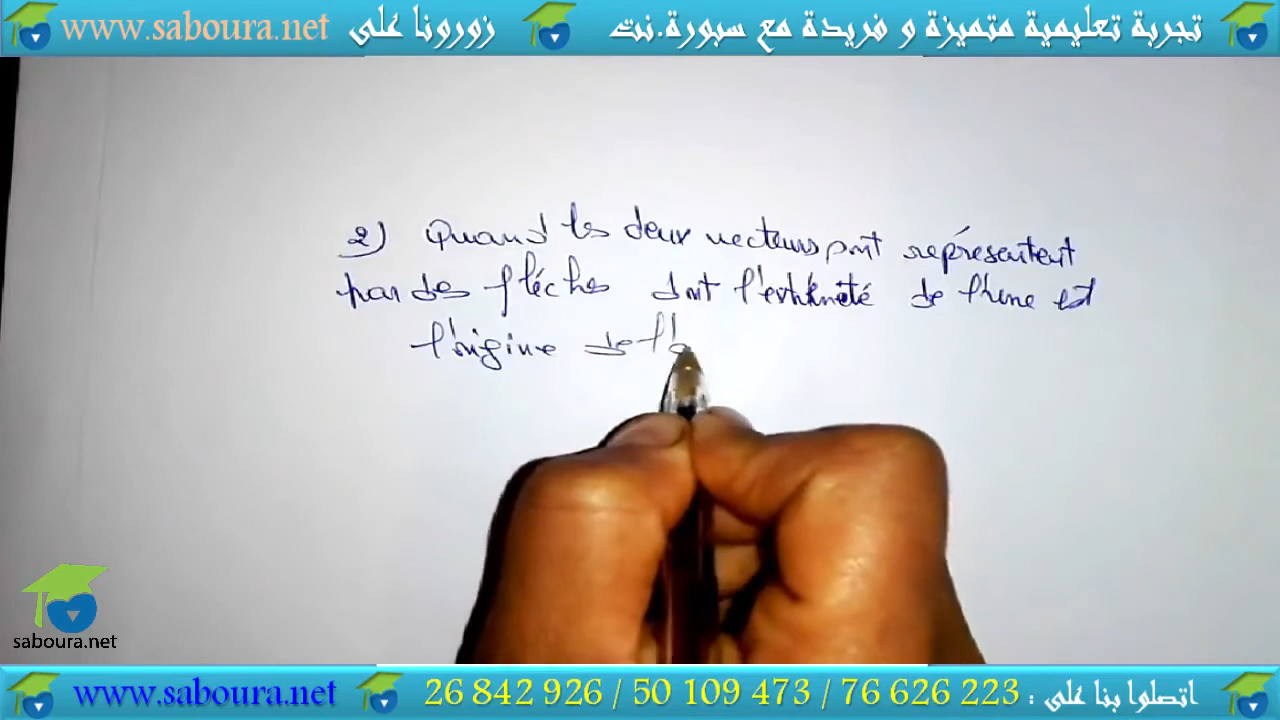 www.saboura.net زورونا على تجربة تعليمية متميزة و فريدة مع سبورة.نت
2) Quand les deux vecteurs sont représentent
par des fléches dont l'extrémité de l'une est
l'origine de l'a
saboura.net
www.saboura.net 26 842 926 / 50 109 473 / 76 626 223 : اتصلوا بنا على